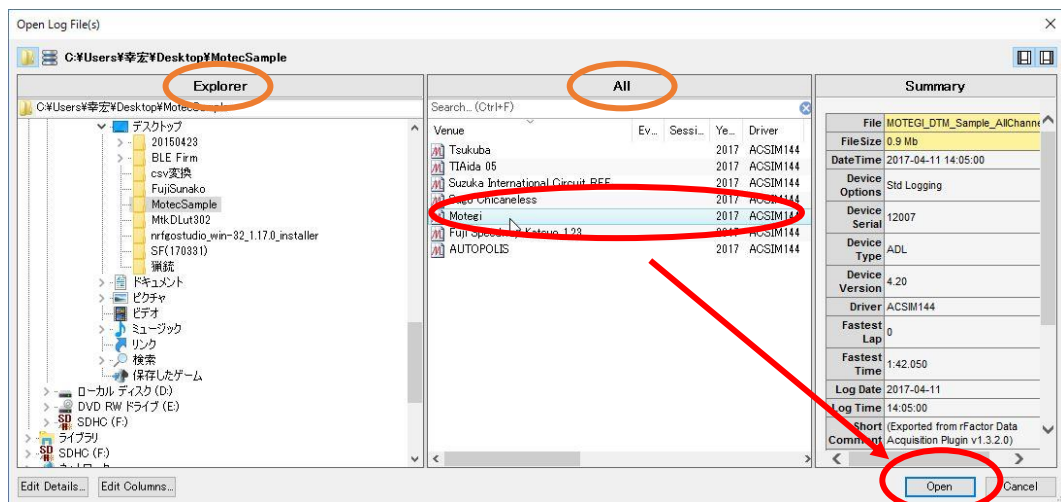 Open Log File(s)
C:¥Users¥幸宏¥Desktop¥MotecSample
Explorer
C:¥Users¥幸宏¥Desktop¥MotecSample
デスクトップ
20150423
BLE Firm
csv変換
FujiSunako
MotecSample
MtkDLut302
nrfgostudio_win-32_1.17.0_installer
SF(170331)
猟銃
ドキュメント
ピクチャ
ビデオ
ミュージック
リンク
検索
保存したゲーム
ローカル ディスク (D:)
DVD RW ドライブ (E:)
SDHC (F:)
ライブラリ
SDHC (F:)
All
Search... (Ctrl+F)
Venue Ev... Sessi... Ye... Driver
Tsukuba 2017 ACSIM144
TIAida 05 2017 ACSIM144
Suzuka International Circuit REF 2017 ACSIM144
Sugo Chicaneless 2017 ACSIM144
Motegi 2017 ACSIM144
Fuji Speedway 123 2017 ACSIM144
AUTOPOLIS 2017 ACSIM144
Summary
File MOTEGI_DTM_Sample_AllChanne
FileSize 0.9 Mb
DateTime 2017-04-11 14:05:00
Device Options Std Logging
Device Serial 12007
Device Type ADL
Device Version 4.20
Driver ACSIM144
Fastest Lap 0
Fastest Time 1:42.050
Log Date 2017-04-11
Log Time 14:05:00
Short Comment (Exported from rFactor Data Acquisition Plugin v1.3.2.0)
Edit Details... Edit Columns... Open Cancel